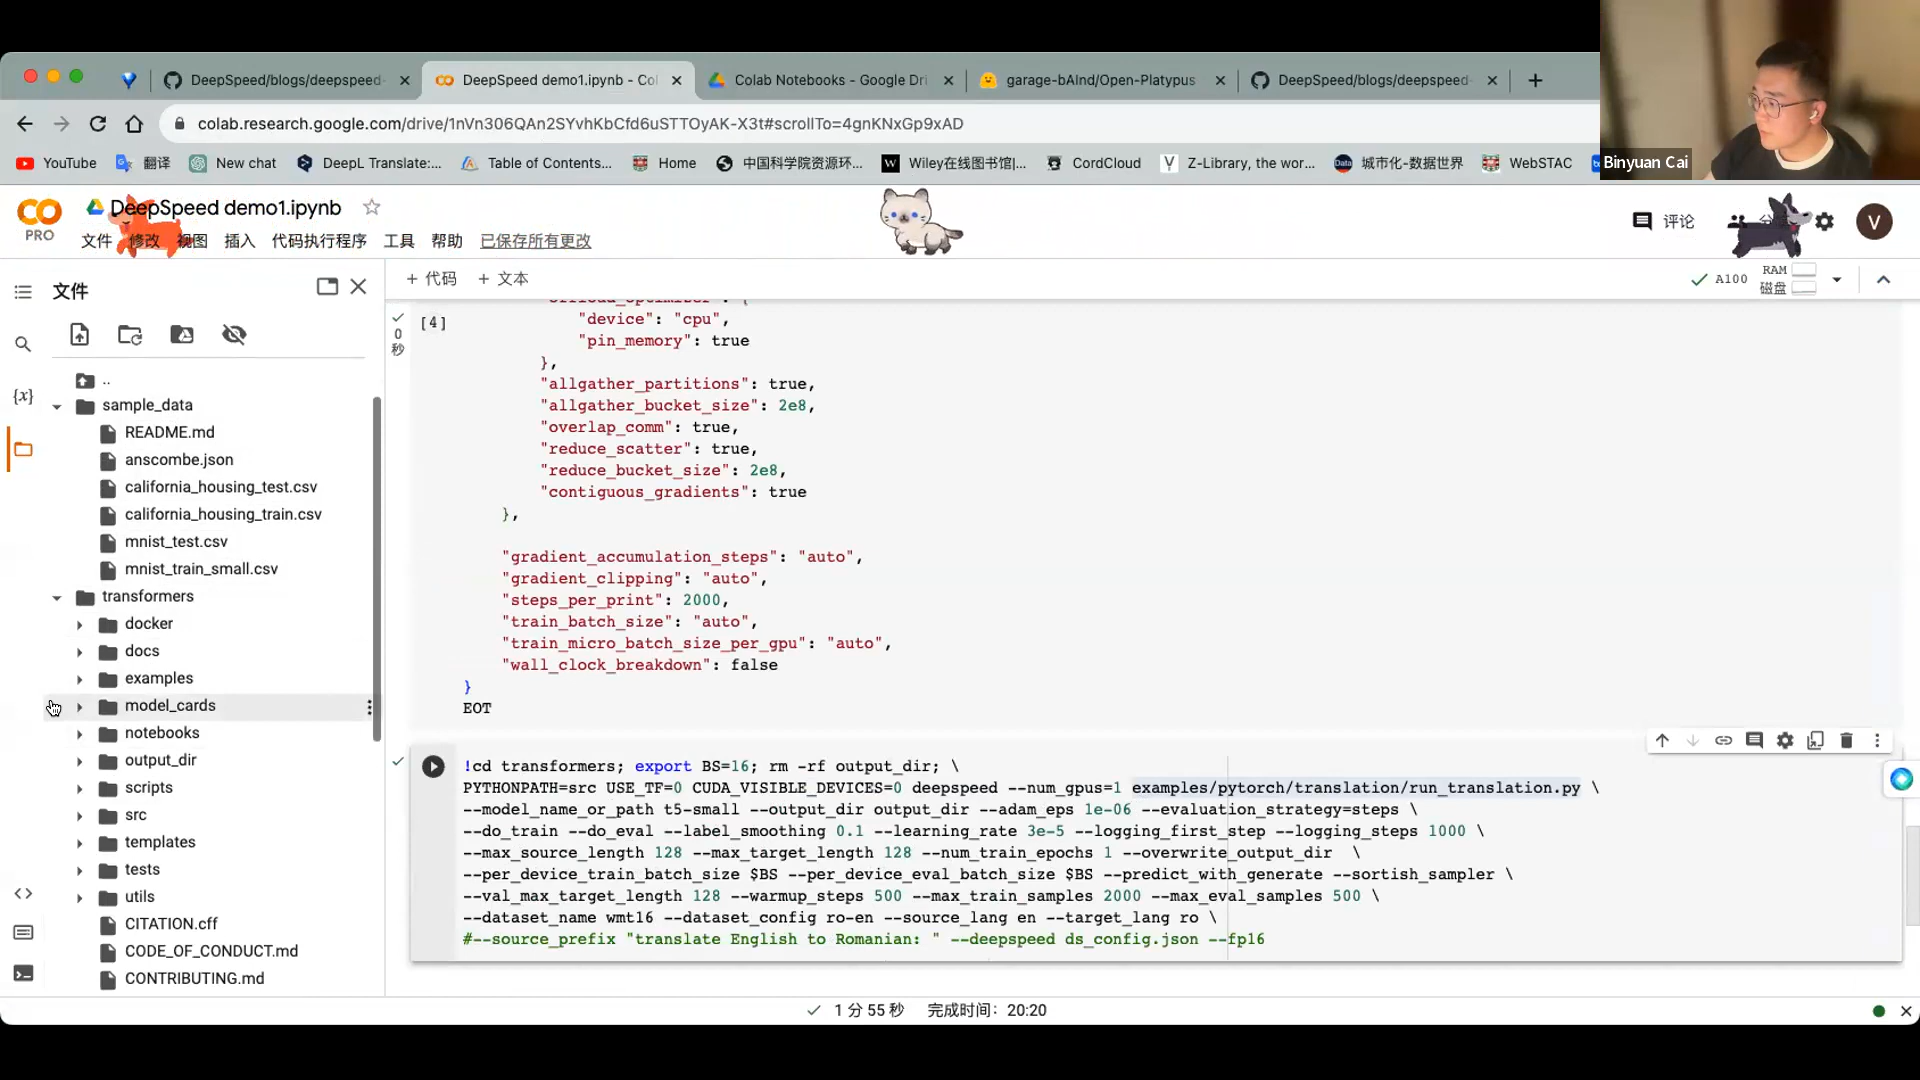 DeepSpeed/blogs/deepspeed-
DeepSpeed demo1.ipynb - Co
Colab Notebooks - Google Dri
garage-bAInd/Open-Platypus
DeepSpeed/blogs/deepspeed-
colab.research.google.com/drive/1nVn306QAn2SYvhKbCfd6uSTTOyAK-X3t#scrollTo=4gnKNxGp9xAD
Binyuan Cai
YouTube
翻译
New chat
DeepL Translate:...
Table of Contents...
Home
中国科学院资源环...
Wiley在线图书馆|...
CordCloud
Z-Library, the wor...
城市化-数据世界
WebSTAC
DeepSpeed demo1.ipynb
PRO
文件 修改 视图 插入 代码执行程序 工具 帮助 已保存所有更改
评论
V
文件
+ 代码 + 文本
A100
RAM
磁盘
..
sample_data
README.md
anscombe.json
california_housing_test.csv
california_housing_train.csv
mnist_test.csv
mnist_train_small.csv
transformers
docker
docs
examples
model_cards
notebooks
output_dir
scripts
src
templates
tests
utils
CITATION.cff
CODE_OF_CONDUCT.md
CONTRIBUTING.md
0
秒
[4]
"device": "cpu",
"pin_memory": true
},
"allgather_partitions": true,
"allgather_bucket_size": 2e8,
"overlap_comm": true,
"reduce_scatter": true,
"reduce_bucket_size": 2e8,
"contiguous_gradients": true
},
"gradient_accumulation_steps": "auto",
"gradient_clipping": "auto",
"steps_per_print": 2000,
"train_batch_size": "auto",
"train_micro_batch_size_per_gpu": "auto",
"wall_clock_breakdown": false
}
EOT
!cd transformers; export BS=16; rm -rf output_dir; \
PYTHONPATH=src USE_TF=0 CUDA_VISIBLE_DEVICES=0 deepspeed --num_gpus=1 examples/pytorch/translation/run_translation.py \
--model_name_or_path t5-small --output_dir output_dir --adam_eps 1e-06 --evaluation_strategy=steps \
--do_train --do_eval --label_smoothing 0.1 --learning_rate 3e-5 --logging_first_step --logging_steps 1000 \
--max_source_length 128 --max_target_length 128 --num_train_epochs 1 --overwrite_output_dir \
--per_device_train_batch_size $BS --per_device_eval_batch_size $BS --predict_with_generate --sortish_sampler \
--val_max_target_length 128 --warmup_steps 500 --max_train_samples 2000 --max_eval_samples 500 \
--dataset_name wmt16 --dataset_config ro-en --source_lang en --target_lang ro \
#--source_prefix "translate English to Romanian: " --deepspeed ds_config.json --fp16
1 分 55 秒 完成时间：20:20